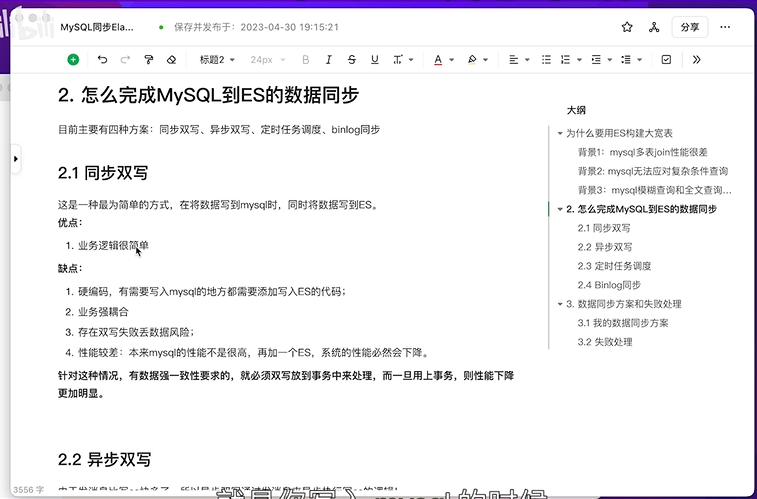 MySQL同步Ela...
保存并发布于：2023-04-30 19:15:21
分享
标题2
24px
B I S U T A
2. 怎么完成MySQL到ES的数据同步
目前主要有四种方案：同步双写、异步双写、定时任务调度、binlog同步
2.1 同步双写
这是一种最为简单的方式，在将数据写到mysql时，同时将数据写到ES。
优点：
1. 业务逻辑很简单
缺点：
1. 硬编码，有需要写入mysql的地方都需要添加写入ES的代码；
2. 业务强耦合
3. 存在双写失败丢数据风险；
4. 性能较差：本来mysql的性能不是很高，再加一个ES，系统的性能必然会下降。
针对这种情况，有数据强一致性要求的，就必须双写放到事务中来处理，而一旦用上事务，则性能下降
更加明显。
2.2 异步双写
大纲
为什么要用ES构建大宽表
背景1：mysql多表join性能很差
背景2: mysql无法应对复杂条件查询
背景3：mysql模糊查询和全文查询...
2. 怎么完成MySQL到ES的数据同步
2.1 同步双写
2.2 异步双写
2.3 定时任务调度
2.4 Binlog同步
3. 数据同步方案和失败处理
3.1 我的数据同步方案
3.2 失败处理
3556 字
就是你写入 mysql的时候